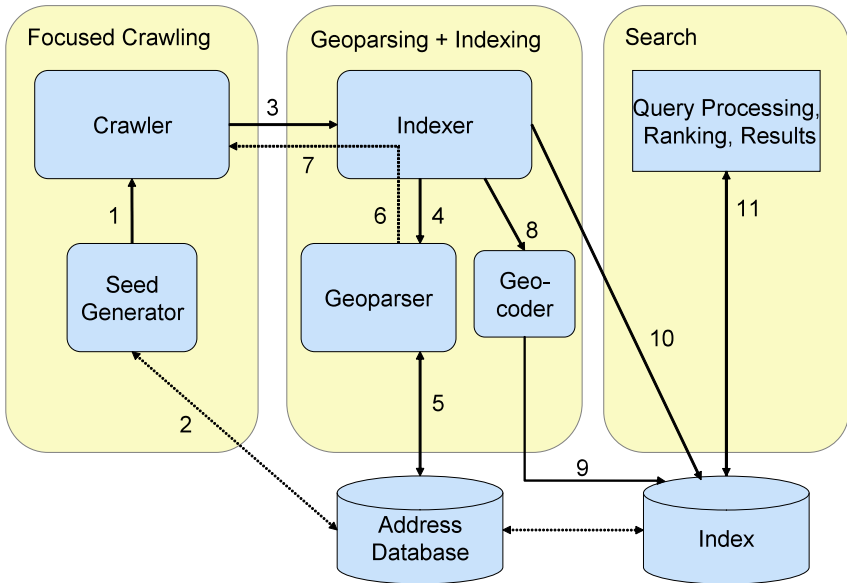 Focused Crawling
Geoparsing + Indexing
Search
Crawler
3
Indexer
Query Processing,
Ranking, Results
7
1
6
4
8
11
Seed
Generator
Geoparser
Geo-
coder
10
2
5
9
Address
Database
Index